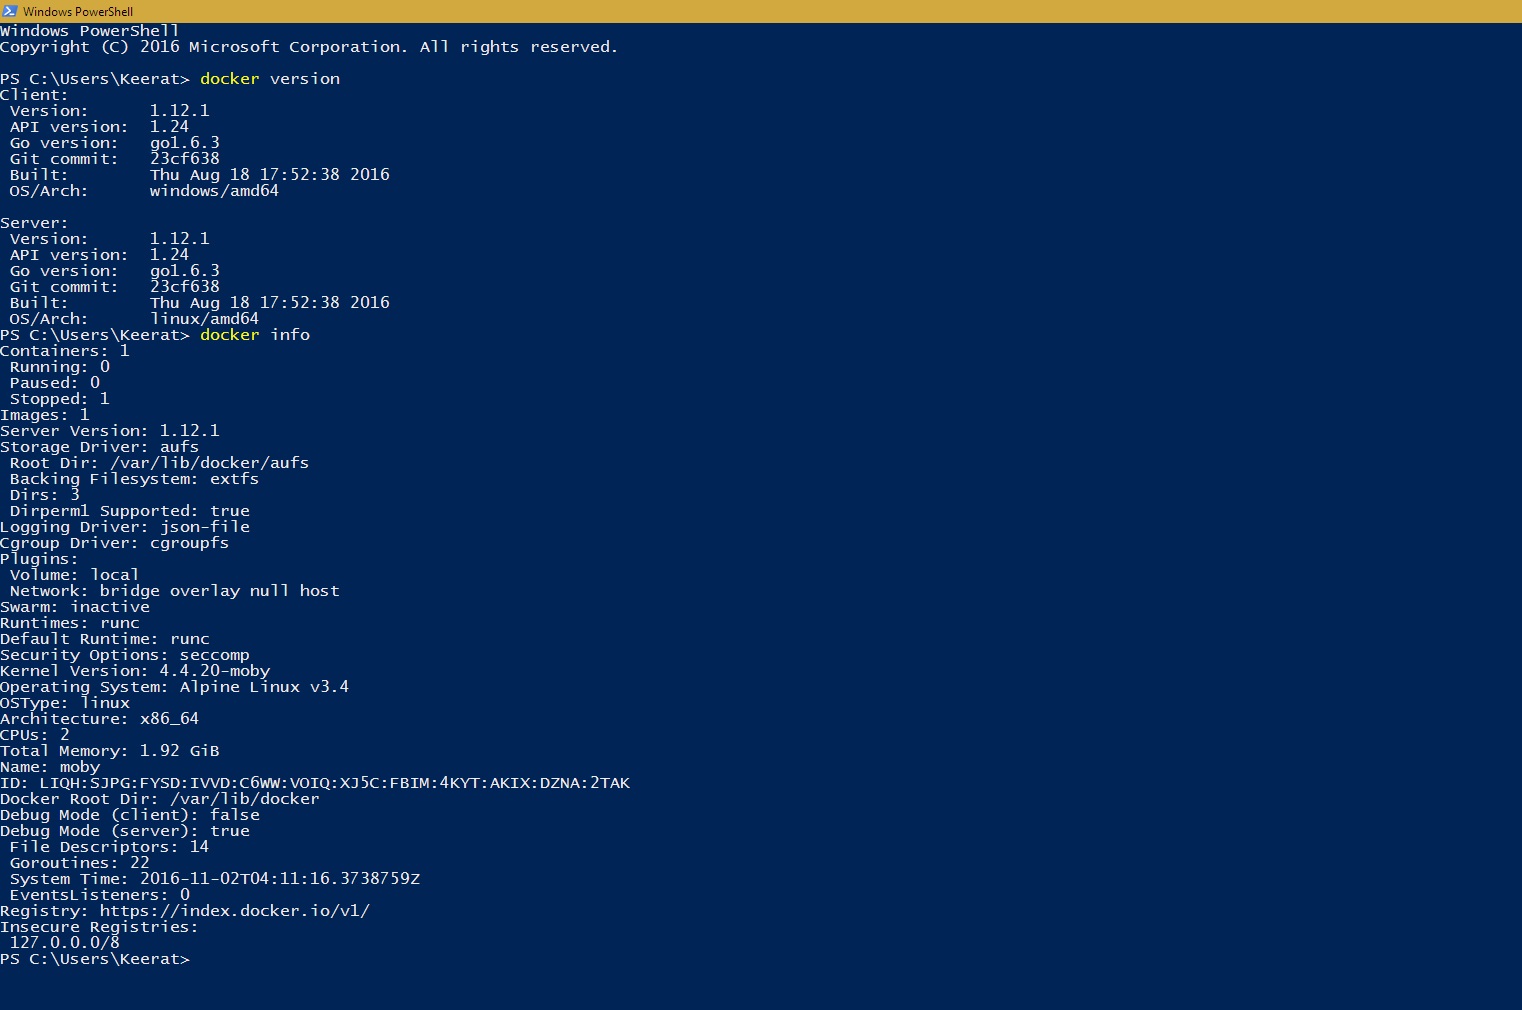 Windows PowerShell
Windows PowerShell
Copyright (C) 2016 Microsoft Corporation. All rights reserved.
PS C:\Users\Keerat> docker version
Client:
 Version:      1.12.1
 API version:  1.24
 Go version:   go1.6.3
 Git commit:   23cf638
 Built:        Thu Aug 18 17:52:38 2016
 OS/Arch:      windows/amd64
Server:
 Version:      1.12.1
 API version:  1.24
 Go version:   go1.6.3
 Git commit:   23cf638
 Built:        Thu Aug 18 17:52:38 2016
 OS/Arch:      linux/amd64
PS C:\Users\Keerat> docker info
Containers: 1
 Running: 0
 Paused: 0
 Stopped: 1
Images: 1
Server Version: 1.12.1
Storage Driver: aufs
 Root Dir: /var/lib/docker/aufs
 Backing Filesystem: extfs
 Dirs: 3
 Dirperm1 Supported: true
Logging Driver: json-file
Cgroup Driver: cgroupfs
Plugins:
 Volume: local
 Network: bridge overlay null host
Swarm: inactive
Runtimes: runc
Default Runtime: runc
Security Options: seccomp
Kernel Version: 4.4.20-moby
Operating System: Alpine Linux v3.4
OSType: linux
Architecture: x86_64
CPUs: 2
Total Memory: 1.92 GiB
Name: moby
ID: LIQH:SJPG:FYSD:IVVD:C6WW:VOIQ:XJ5C:FBIM:4KYT:AKIX:DZNA:2TAK
Docker Root Dir: /var/lib/docker
Debug Mode (client): false
Debug Mode (server): true
 File Descriptors: 14
 Goroutines: 22
 System Time: 2016-11-02T04:11:16.3738759Z
 EventsListeners: 0
Registry: https://index.docker.io/v1/
Insecure Registries:
 127.0.0.0/8
PS C:\Users\Keerat>